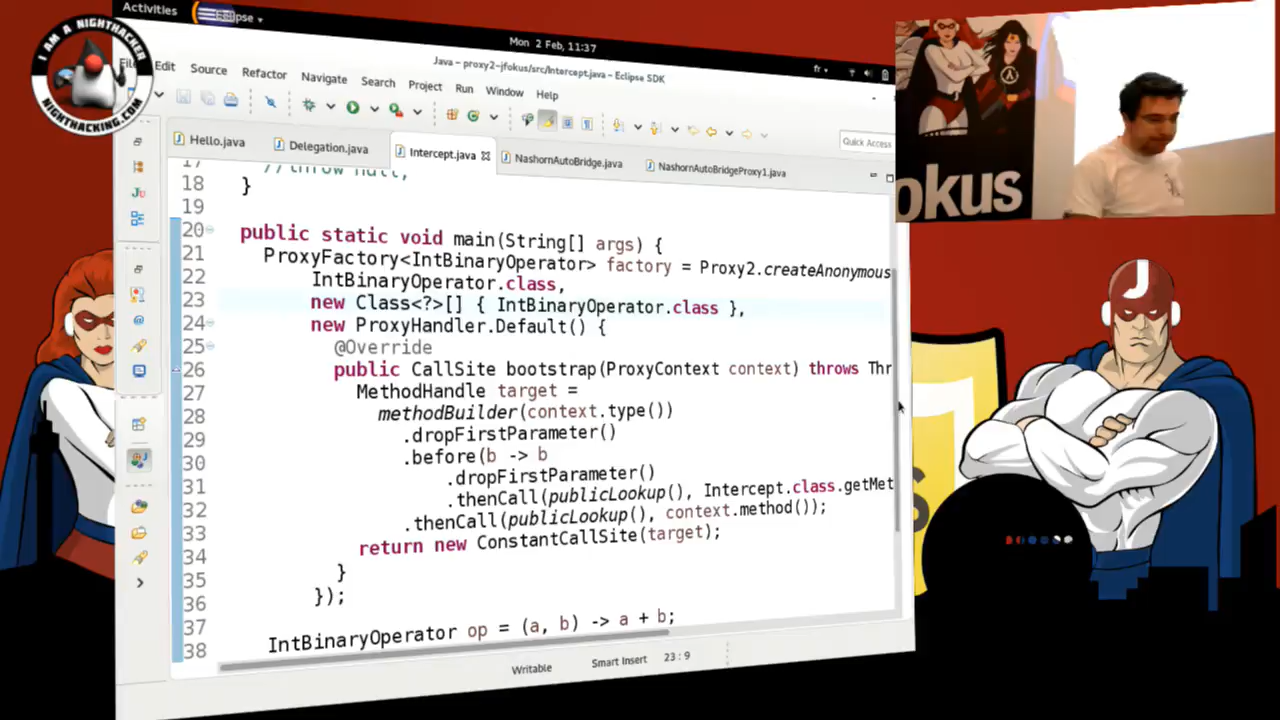 I AM A NIGHTHACKER
NIGHTHACKING.COM
Activities
Mon 2 Feb, 11:37
fr
Java – proxy2-jfokus/src/Intercept.java – Eclipse SDK
Edit Source Refactor Navigate Search Project Run Window Help
Quick Access
Hello.java Delegation.java Intercept.java NashornAutoBridge.java NashornAutoBridgeProxy1.java
17 //throw null;
18 }
19
20 public static void main(String[] args) {
21 ProxyFactory<IntBinaryOperator> factory = Proxy2.createAnonymous
22 IntBinaryOperator.class,
23 new Class<?>[] { IntBinaryOperator.class },
24 new ProxyHandler.Default() {
25 @Override
26 public CallSite bootstrap(ProxyContext context) throws Thr
27 MethodHandle target =
28 methodBuilder(context.type())
29 .dropFirstParameter()
30 .before(b -> b
31 .dropFirstParameter()
32 .thenCall(publicLookup(), Intercept.class.getMet
33 .thenCall(publicLookup(), context.method());
34 return new ConstantCallSite(target);
35 }
36 });
37
38 IntBinaryOperator op = (a, b) -> a + b;
Writable Smart Insert 23 : 9
okus
J